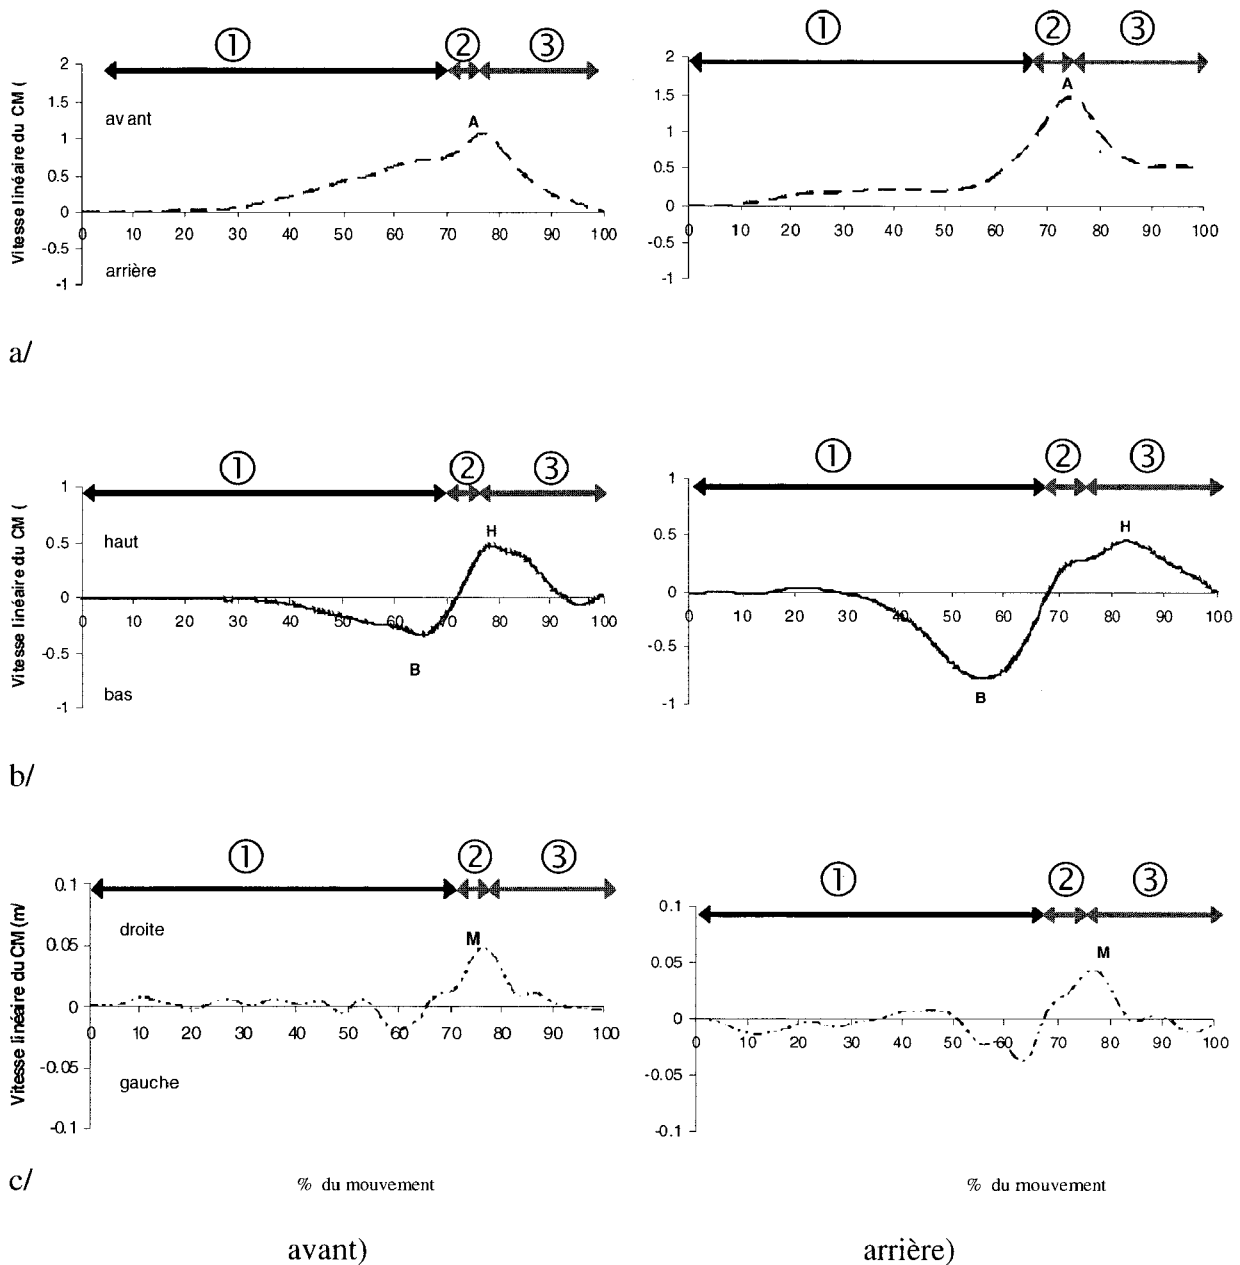 ① ② ③
Vitesse linéaire du CM (
2
1.5
1
0.5
0
-0.5
-1
avant
arrière
A
0 10 20 30 40 50 60 70 80 90 100
① ② ③
2
1.5
1
0.5
0
-0.5
-1
A
0 10 20 30 40 50 60 70 80 90 100
a/
① ② ③
Vitesse linéaire du CM (
1
0.5
0
-0.5
-1
haut
bas
H
B
0 10 20 30 40 50 60 70 80 90 100
① ② ③
1
0.5
0
-0.5
-1
H
B
0 10 20 30 40 50 60 70 80 90 100
b/
① ② ③
Vitesse linéaire du CM (m/
0.1
0.05
0
-0.05
-0.1
droite
gauche
M
0 10 20 30 40 50 60 70 80 90 100
① ② ③
0.1
0.05
0
-0.05
-0.1
M
0 10 20 30 40 50 60 70 80 90 100
c/
% du mouvement
% du mouvement
avant)
arrière)